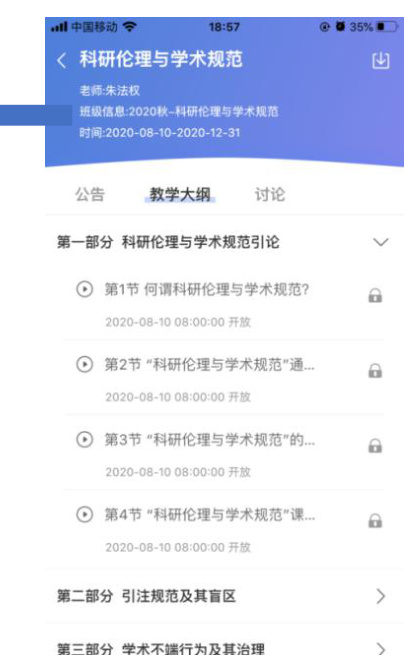 中国移动 18:57 35%
科研伦理与学术规范
老师:朱法权
班级信息:2020秋-科研伦理与学术规范
时间:2020-08-10-2020-12-31
公告 教学大纲 讨论
第一部分 科研伦理与学术规范引论
第1节 何谓科研伦理与学术规范?
2020-08-10 08:00:00 开放
第2节 “科研伦理与学术规范”通...
2020-08-10 08:00:00 开放
第3节 “科研伦理与学术规范”的...
2020-08-10 08:00:00 开放
第4节 “科研伦理与学术规范”课...
2020-08-10 08:00:00 开放
第二部分 引注规范及其盲区
第三部分 学术不端行为及其治理